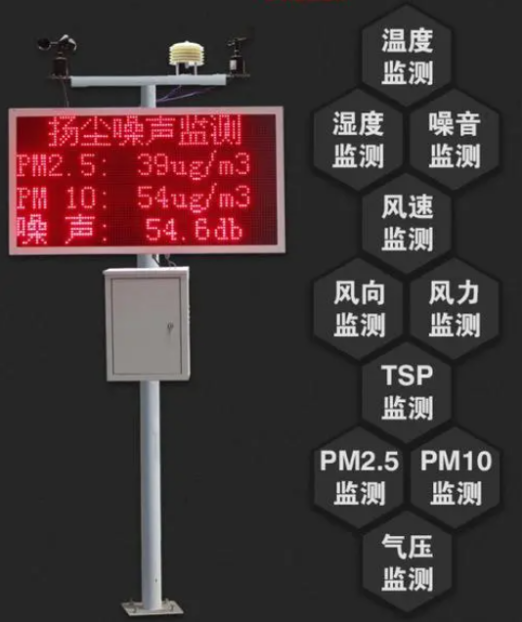 扬尘噪声监测
PM2.5: 39ug/m3
PM 10: 54ug/m3
噪 声: 54.6db
温度
监测
湿度
监测
噪音
监测
风速
监测
风向
监测
风力
监测
TSP
监测
PM2.5
监测
PM10
监测
气压
监测